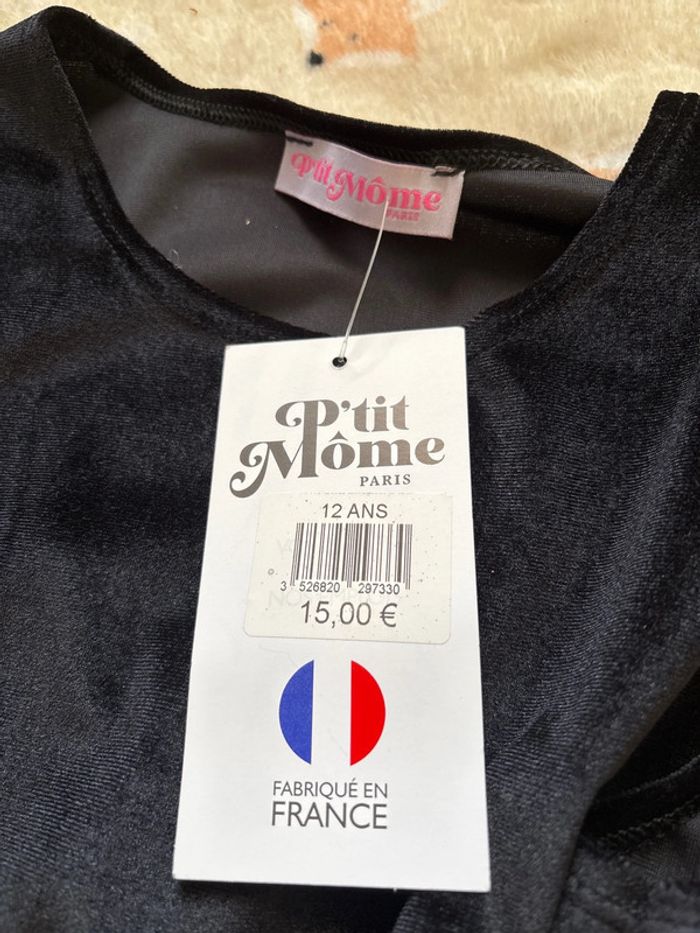 P'tit Môme
PARIS
P'tit
Môme
PARIS
12 ANS
3 526820 297330
15,00 €
FABRIQUÉ EN
FRANCE